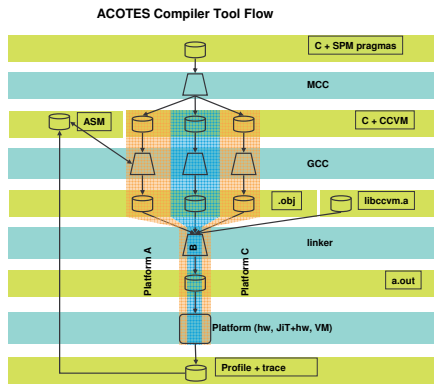 ACOTES Compiler Tool Flow
C + SPM pragmas
MCC
ASM
C + CCVM
GCC
.obj
libccvm.a
Platform A
B
Platform C
linker
a.out
Platform (hw, JiT+hw, VM)
Profile + trace